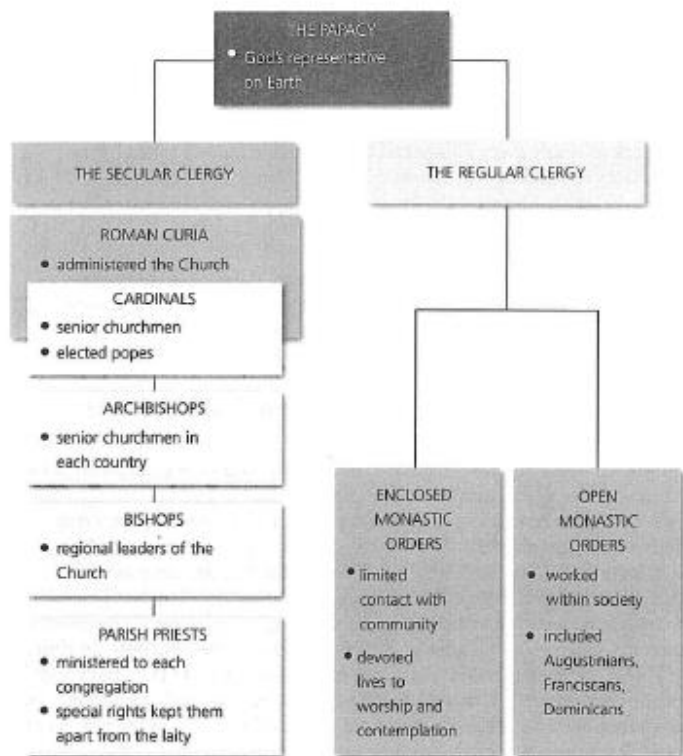 THE PAPACY
• God's representative
on Earth
THE SECULAR CLERGY
THE REGULAR CLERGY
ROMAN CURIA
• administered the Church
CARDINALS
• senior churchmen
• elected popes
ARCHBISHOPS
• senior churchmen in
each country
BISHOPS
• regional leaders of the
Church
PARISH PRIESTS
• ministered to each
congregation
• special rights kept them
apart from the laity
ENCLOSED
MONASTIC
ORDERS
• limited
contact with
community
• devoted
lives to
worship and
contemplation
OPEN
MONASTIC
ORDERS
• worked
within society
• included
Augustinians,
Franciscans,
Dominicans